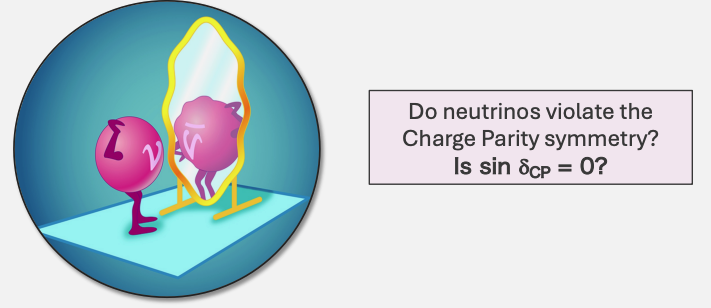 ν
ν̅
Do neutrinos violate the
Charge Parity symmetry?
Is sin δCP = 0?